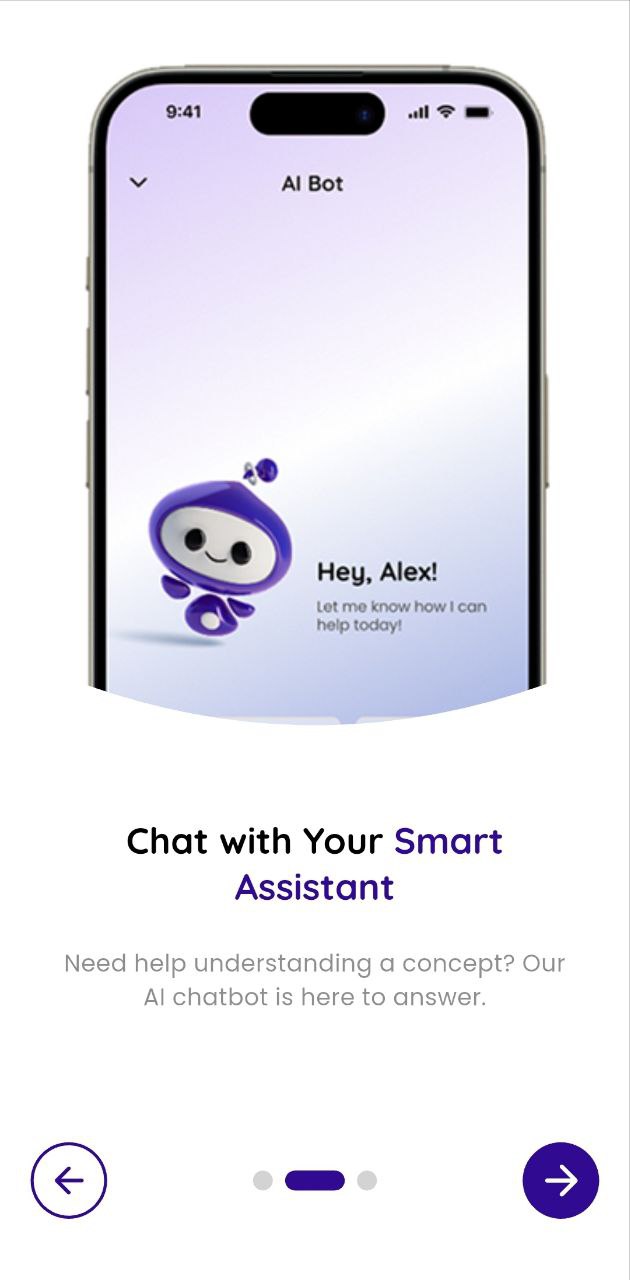 9:41
AI Bot
Hey, Alex!
Let me know how I can
help today!
Chat with Your Smart
Assistant
Need help understanding a concept? Our
AI chatbot is here to answer.